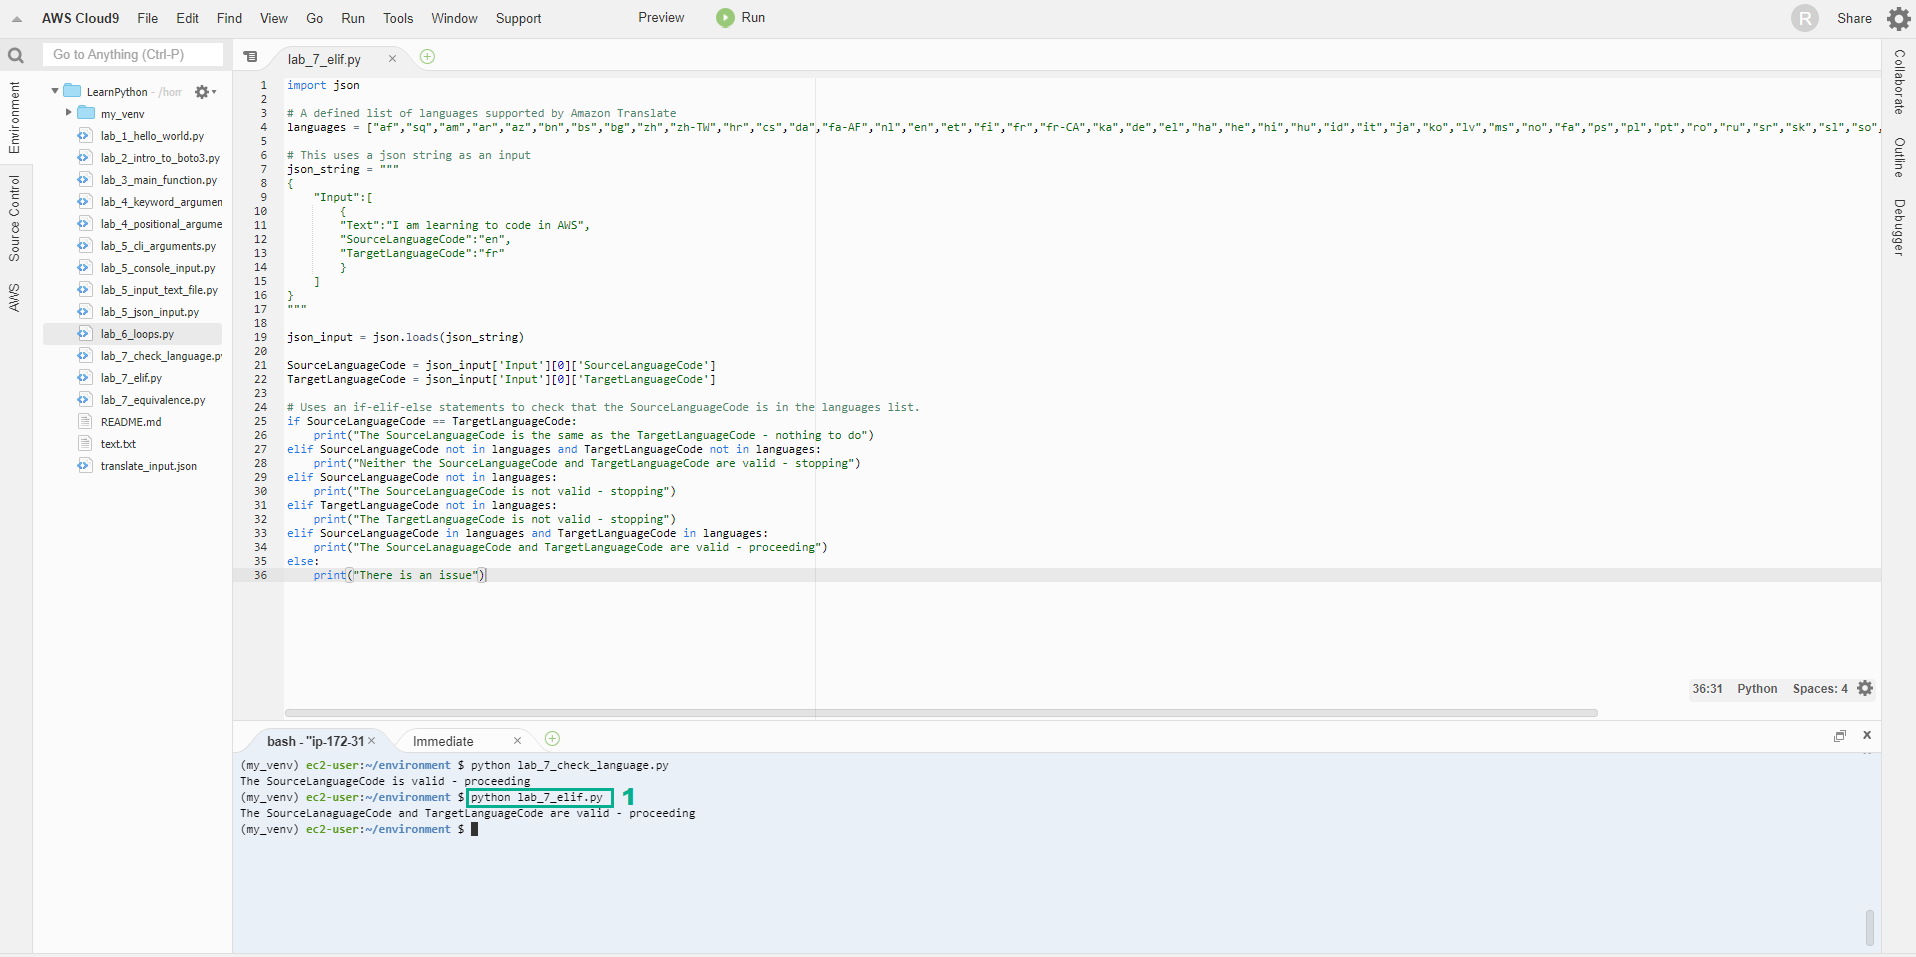 AWS Cloud9 File Edit Find View Go Run Tools Window Support Preview Run R Share
Go to Anything (Ctrl-P)
lab_7_elif.py
Environment
Source Control
AWS
LearnPython - /hom
my_venv
lab_1_hello_world.py
lab_2_intro_to_boto3.py
lab_3_main_function.py
lab_4_keyword_argumen
lab_4_positional_argume
lab_5_cli_arguments.py
lab_5_console_input.py
lab_5_input_text_file.py
lab_5_json_input.py
lab_6_loops.py
lab_7_check_language.py
lab_7_elif.py
lab_7_equivalence.py
README.md
text.txt
translate_input.json
1 import json
2
3 # A defined list of languages supported by Amazon Translate
4 languages = ["af","sq","am","ar","az","bn","bs","bg","zh","zh-TW","hr","cs","da","fa-AF","nl","en","et","fi","fr","fr-CA","ka","de","el","ha","he","hi","hu","id","it","ja","ko","lv","ms","no","fa","ps","pl","pt","ro","ru","sr","sk","sl","so",
5
6 # This uses a json string as an input
7 json_string = """
8 {
9 "Input":[
10 {
11 "Text":"I am learning to code in AWS",
12 "SourceLanguageCode":"en",
13 "TargetLanguageCode":"fr"
14 }
15 ]
16 }
17 """
18
19 json_input = json.loads(json_string)
20
21 SourceLanguageCode = json_input['Input'][0]['SourceLanguageCode']
22 TargetLanguageCode = json_input['Input'][0]['TargetLanguageCode']
23
24 # Uses an if-elif-else statements to check that the SourceLanguageCode is in the languages list.
25 if SourceLanguageCode == TargetLanguageCode:
26 print("The SourceLanguageCode is the same as the TargetLanguageCode - nothing to do")
27 elif SourceLanguageCode not in languages and TargetLanguageCode not in languages:
28 print("Neither the SourceLanguageCode and TargetLanguageCode are valid - stopping")
29 elif SourceLanguageCode not in languages:
30 print("The SourceLanguageCode is not valid - stopping")
31 elif TargetLanguageCode not in languages:
32 print("The TargetLanguageCode is not valid - stopping")
33 elif SourceLanguageCode in languages and TargetLanguageCode in languages:
34 print("The SourceLanaguageCode and TargetLanguageCode are valid - proceeding")
35 else:
36 print("There is an issue")
36:31 Python Spaces: 4
Collaborate
Outline
Debugger
bash - "ip-172-31 Immediate
(my_venv) ec2-user:~/environment $ python lab_7_check_language.py
The SourceLanguageCode is valid - proceeding
(my_venv) ec2-user:~/environment $ python lab_7_elif.py 1
The SourceLanaguageCode and TargetLanguageCode are valid - proceeding
(my_venv) ec2-user:~/environment $